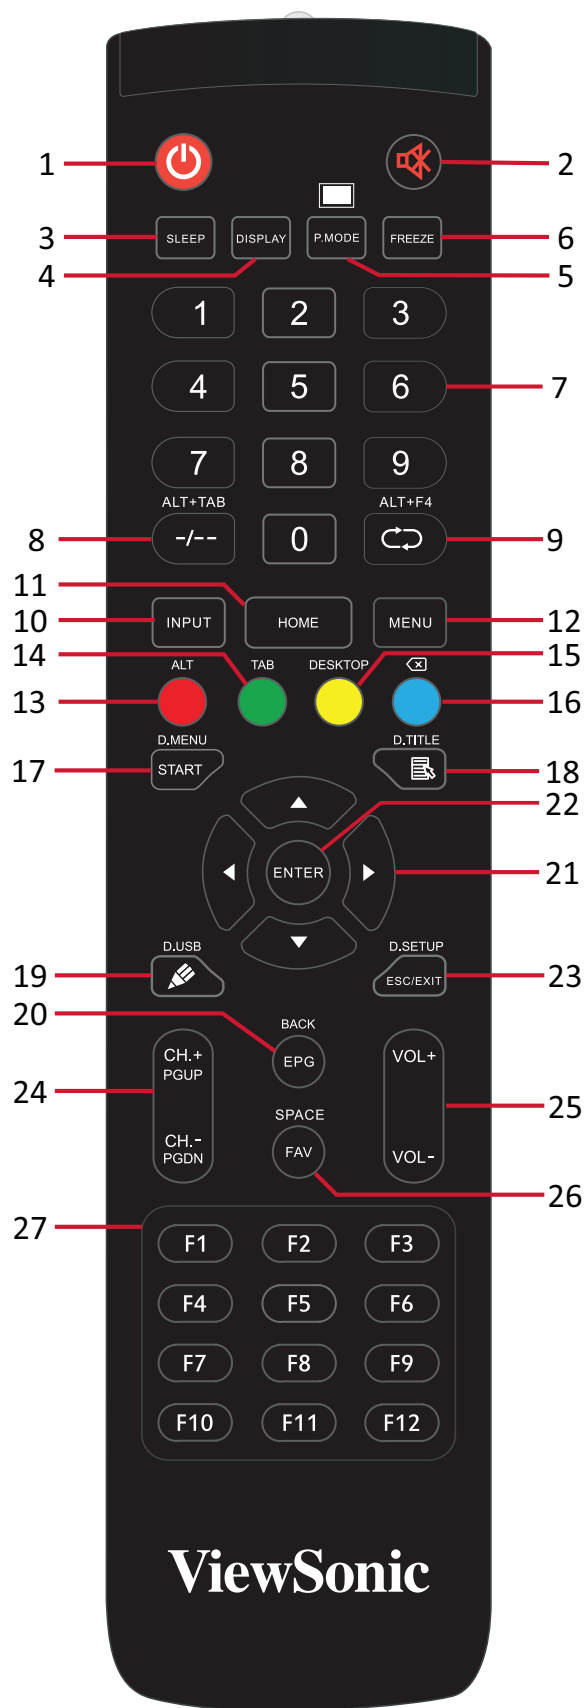 1
2
3
SLEEP
DISPLAY
P.MODE
FREEZE
6
4
5
1
2
3
4
5
6
7
7
8
9
ALT+TAB
ALT+F4
8
-/--
0
9
11
10
INPUT
HOME
MENU
12
14
ALT
TAB
DESKTOP
15
13
16
D.MENU
D.TITLE
17
START
18
22
ENTER
21
D.USB
D.SETUP
19
ESC/EXIT
23
20
BACK
EPG
CH.+
PGUP
VOL+
24
25
SPACE
CH.-
PGDN
FAV
VOL-
26
27
F1
F2
F3
F4
F5
F6
F7
F8
F9
F10
F11
F12
ViewSonic